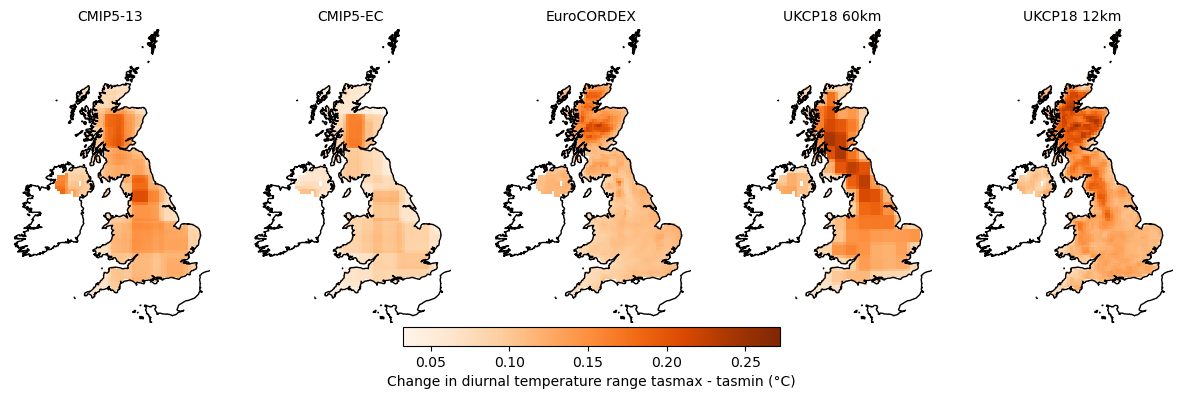 CMIP5-13
CMIP5-EC
EuroCORDEX
UKCP18 60km
UKCP18 12km
0.05
0.10
0.15
0.20
0.25
Change in diurnal temperature range tasmax - tasmin (°C)